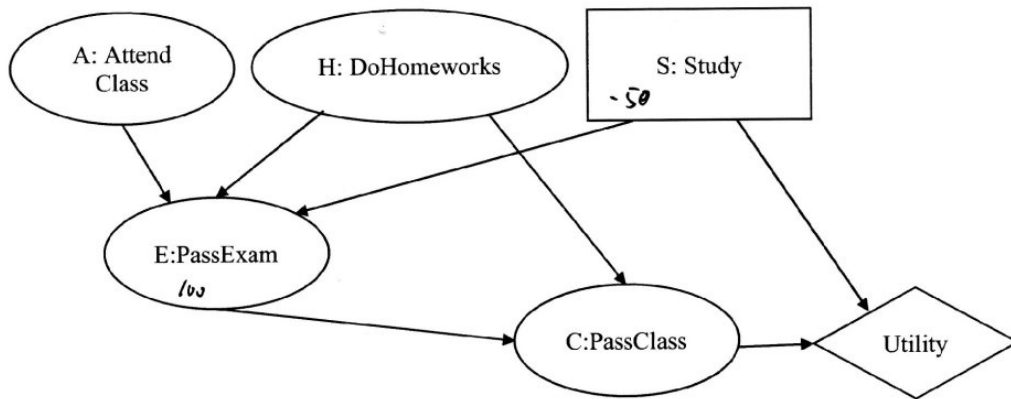 A: Attend
Class
H: DoHomeworks
S: Study
-50
E:PassExam
100
C:PassClass
Utility